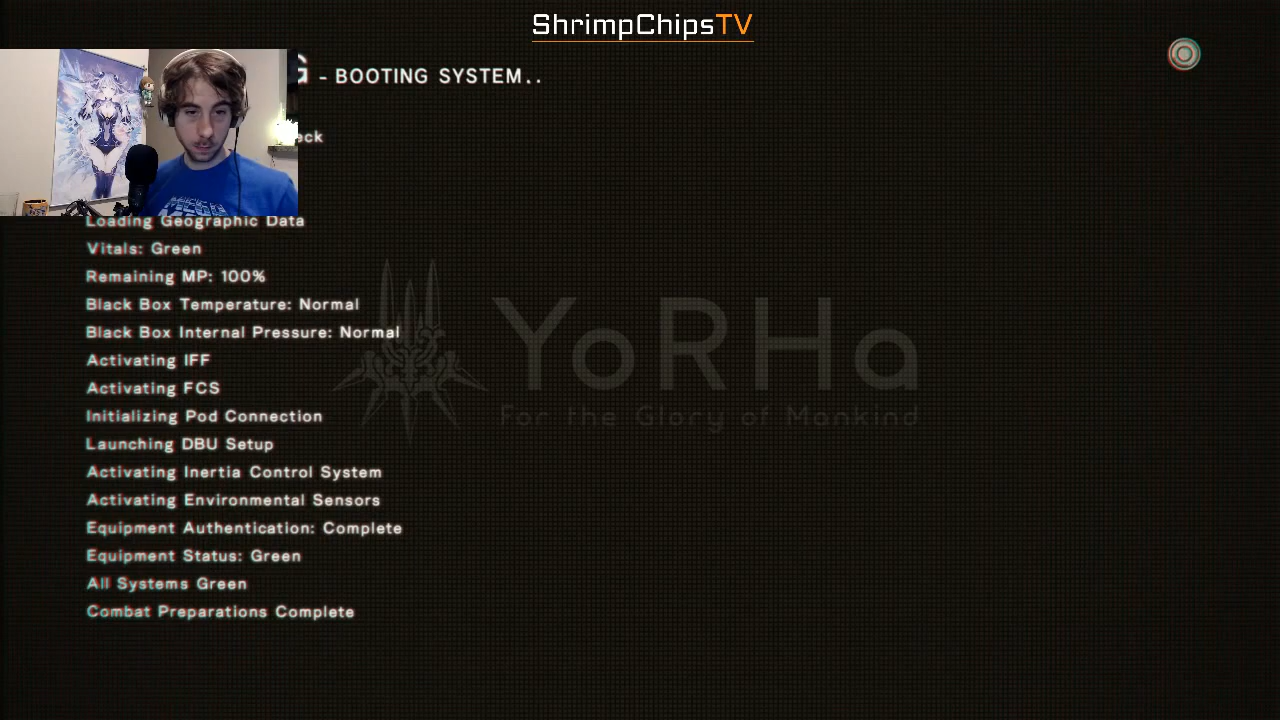 ShrimpChipsTV
- BOOTING SYSTEM..
Loading Geographic Data
Vitals: Green
Remaining MP: 100%
Black Box Temperature: Normal
Black Box Internal Pressure: Normal
Activating IFF
Activating FCS
Initializing Pod Connection
Launching DBU Setup
Activating Inertia Control System
Activating Environmental Sensors
Equipment Authentication: Complete
Equipment Status: Green
All Systems Green
Combat Preparations Complete
YoRHa
For the Glory of Mankind